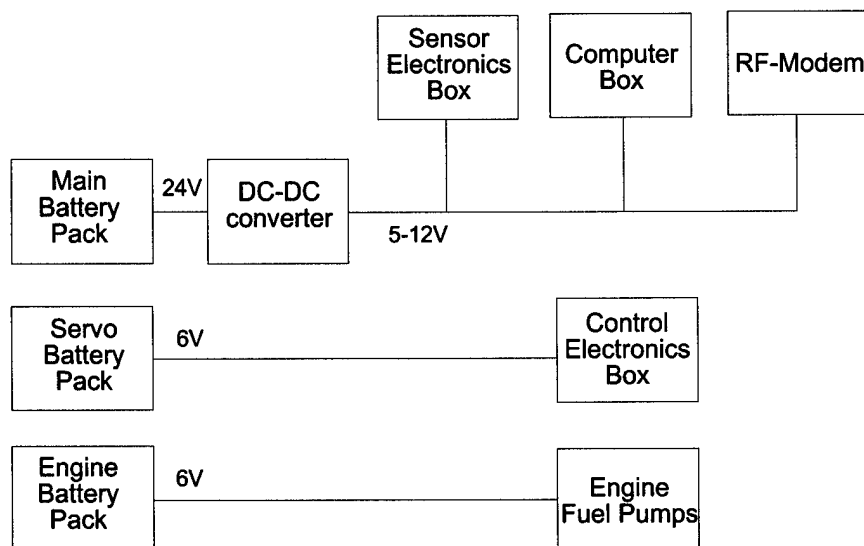 Sensor
Electronics
Box
Computer
Box
RF-Modem
Main
Battery
Pack
24V
DC-DC
converter
5-12V
Servo
Battery
Pack
6V
Control
Electronics
Box
Engine
Battery
Pack
6V
Engine
Fuel Pumps